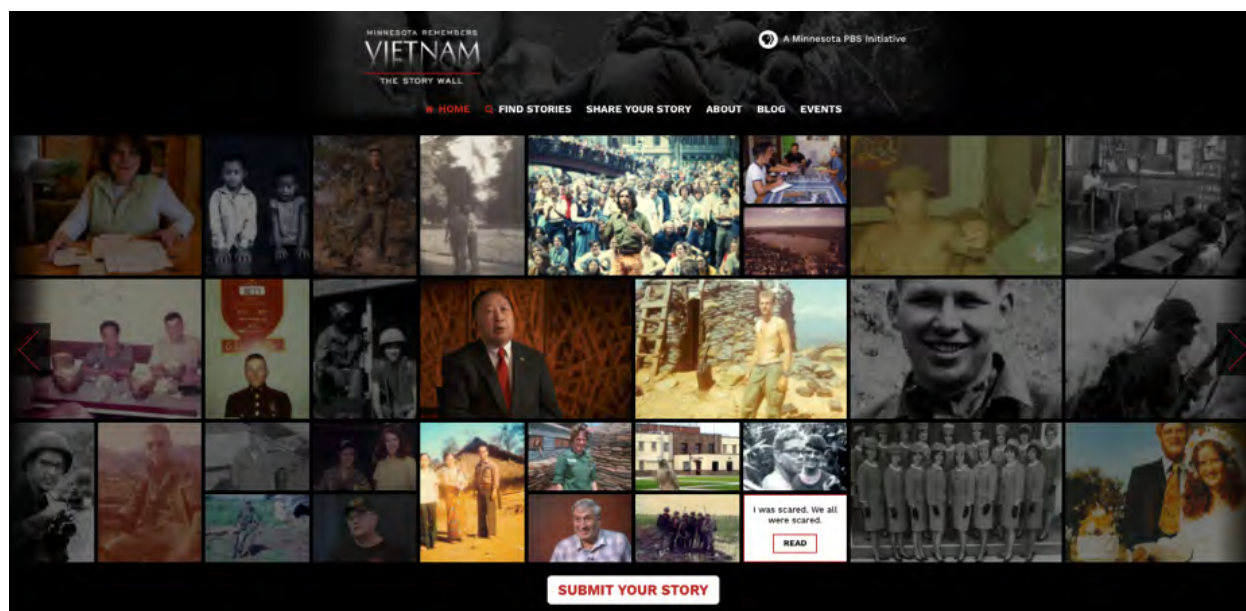 MINNESOTA REMEMBERS
VIETNAM
THE STORY WALL
A Minnesota PBS Initiative
HOME
FIND STORIES
SHARE YOUR STORY
ABOUT
BLOG
EVENTS
I was scared. We all
were scared.
READ
SUBMIT YOUR STORY